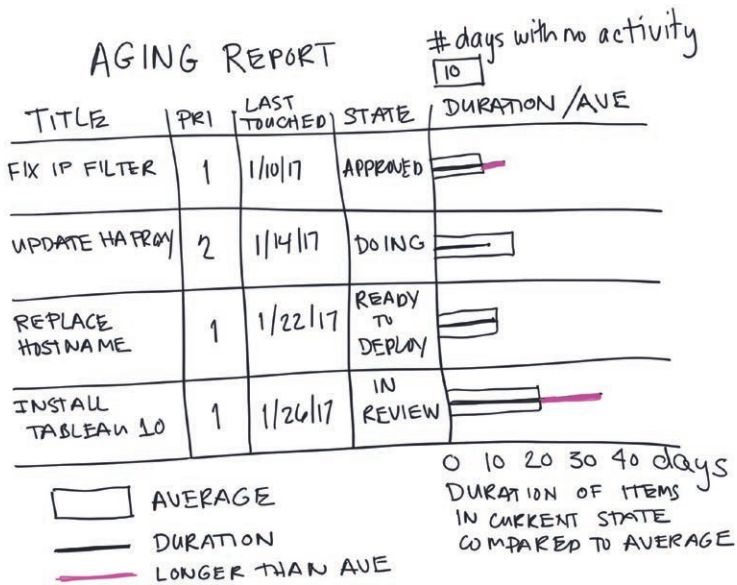 AGING REPORT
# days with no activity
10
TITLE PRI LAST TOUCHED STATE DURATION/AVE
FIX IP FILTER 1 1/10/17 APPROVED
UPDATE HAPROXY 2 1/14/17 DOING
REPLACE HOSTNAME 1 1/22/17 READY TO DEPLOY
INSTALL TABLEAU 10 1 1/26/17 IN REVIEW
0 10 20 30 40 days
DURATION OF ITEMS
IN CURRENT STATE
COMPARED TO AVERAGE
AVERAGE
DURATION
LONGER THAN AVE